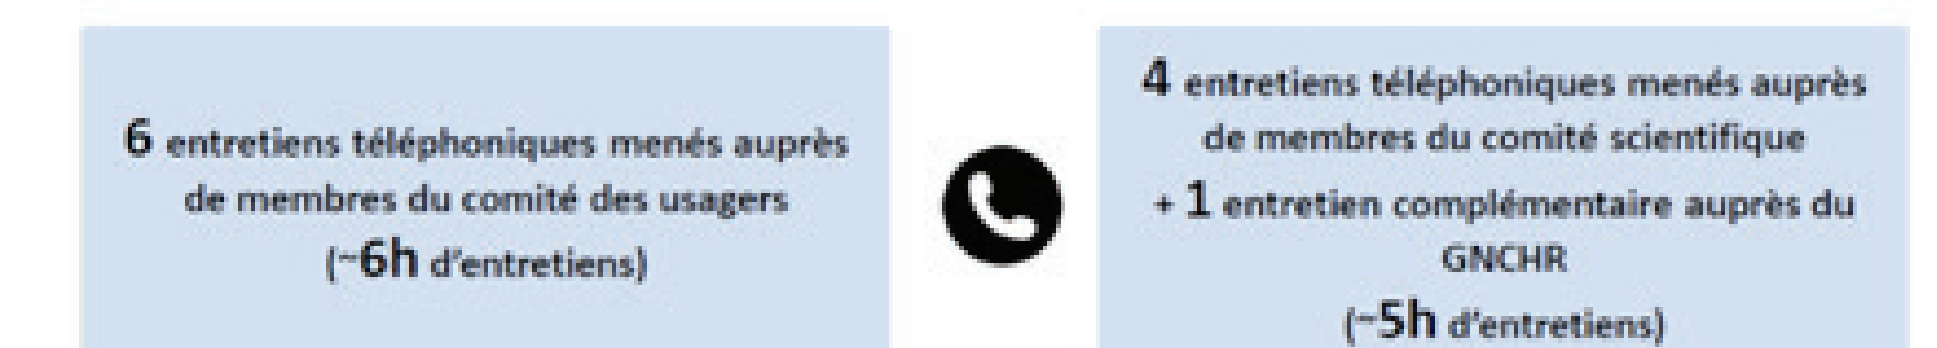 6 entretiens téléphoniques menés auprès
de membres du comité des usagers
(~6h d'entretiens)
4 entretiens téléphoniques menés auprès
de membres du comité scientifique
+ 1 entretien complémentaire auprès du
GNCHR
(~5h d'entretiens)